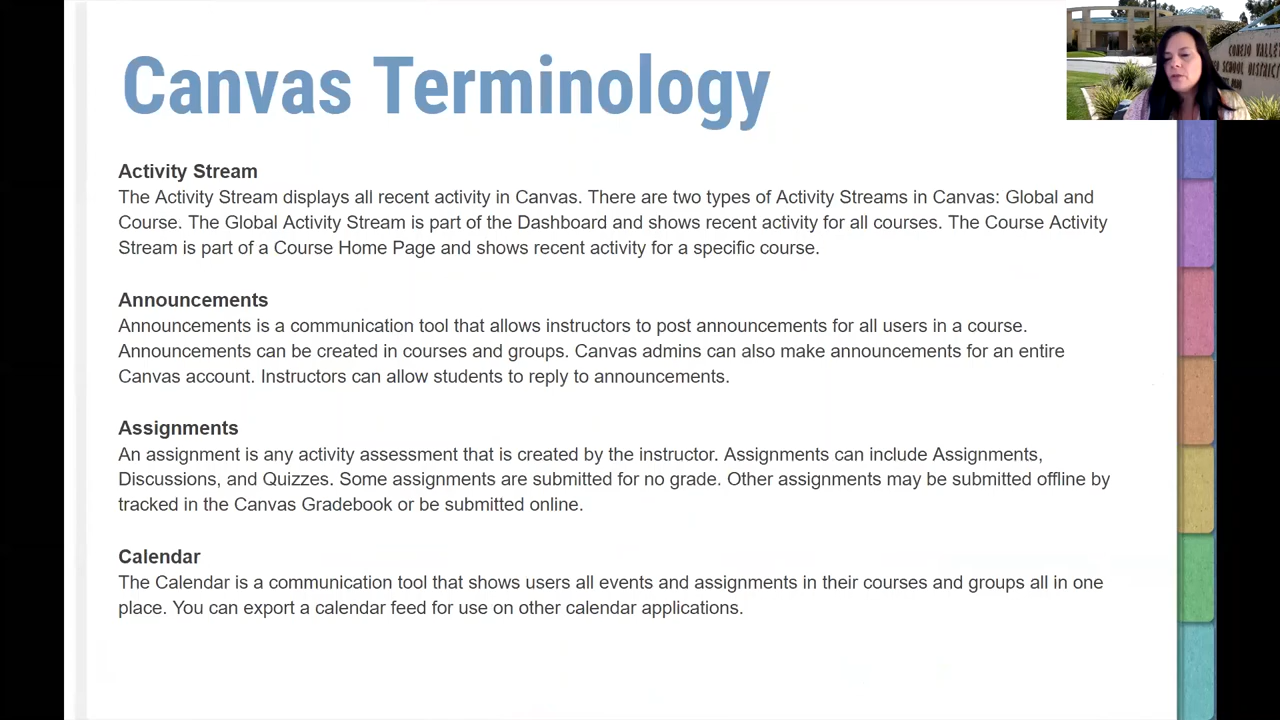 Canvas Terminology
CONEJO VALLEY
SCHOOL DISTRICT
Activity Stream
The Activity Stream displays all recent activity in Canvas. There are two types of Activity Streams in Canvas: Global and
Course. The Global Activity Stream is part of the Dashboard and shows recent activity for all courses. The Course Activity
Stream is part of a Course Home Page and shows recent activity for a specific course.
Announcements
Announcements is a communication tool that allows instructors to post announcements for all users in a course.
Announcements can be created in courses and groups. Canvas admins can also make announcements for an entire
Canvas account. Instructors can allow students to reply to announcements.
Assignments
An assignment is any activity assessment that is created by the instructor. Assignments can include Assignments,
Discussions, and Quizzes. Some assignments are submitted for no grade. Other assignments may be submitted offline by
tracked in the Canvas Gradebook or be submitted online.
Calendar
The Calendar is a communication tool that shows users all events and assignments in their courses and groups all in one
place. You can export a calendar feed for use on other calendar applications.